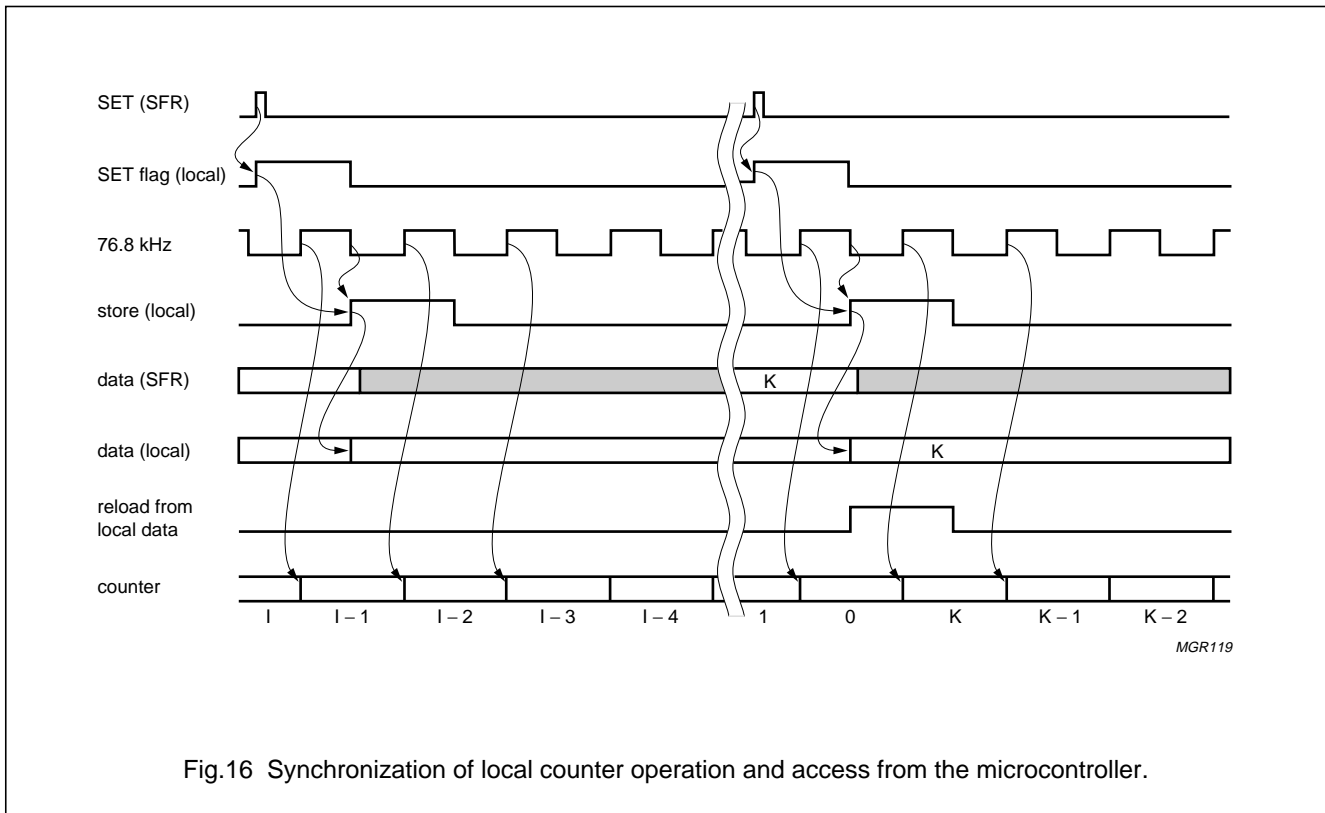 SET (SFR)
SET flag (local)
76.8 kHz
store (local)
data (SFR)
K
data (local)
K
reload from
local data
counter
I I – 1 I – 2 I – 3 I – 4 1 0 K K – 1 K – 2
MGR119
Fig.16 Synchronization of local counter operation and access from the microcontroller.